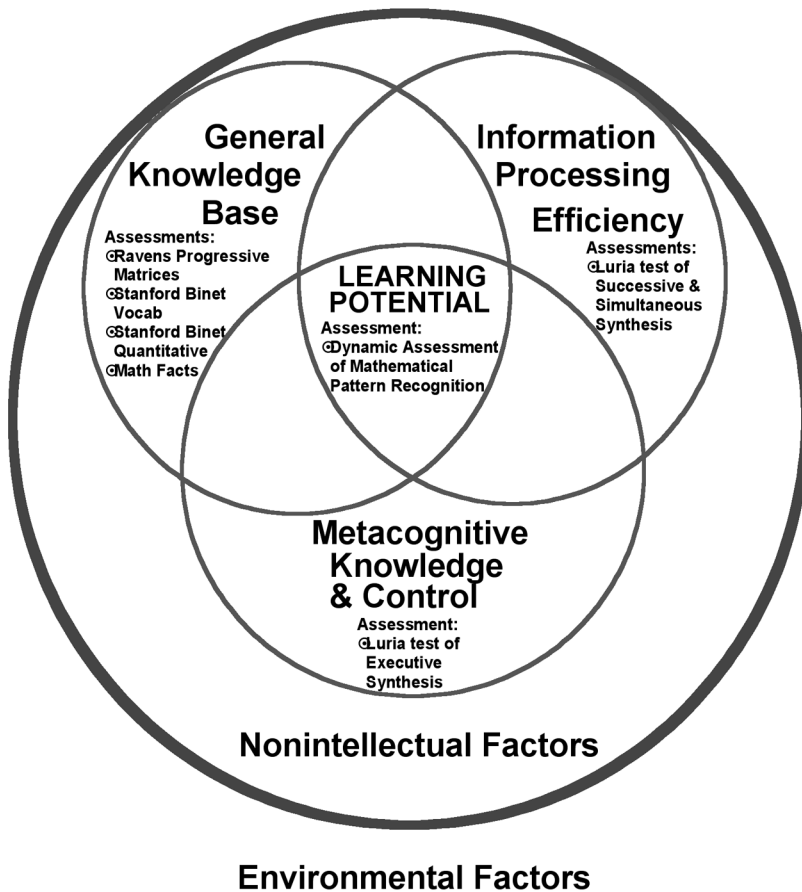 General
Knowledge
Base
Assessments:
Ravens Progressive
Matrices
Stanford Binet
Vocab
Stanford Binet
Quantitative
Math Facts
Information
Processing
Efficiency
Assessments:
Luria test of
Successive &
Simultaneous
Synthesis
LEARNING
POTENTIAL
Assessment:
Dynamic Assessment
of Mathematical
Pattern Recognition
Metacognitive
Knowledge
& Control
Assessment:
Luria test of
Executive
Synthesis
Nonintellectual Factors
Environmental Factors